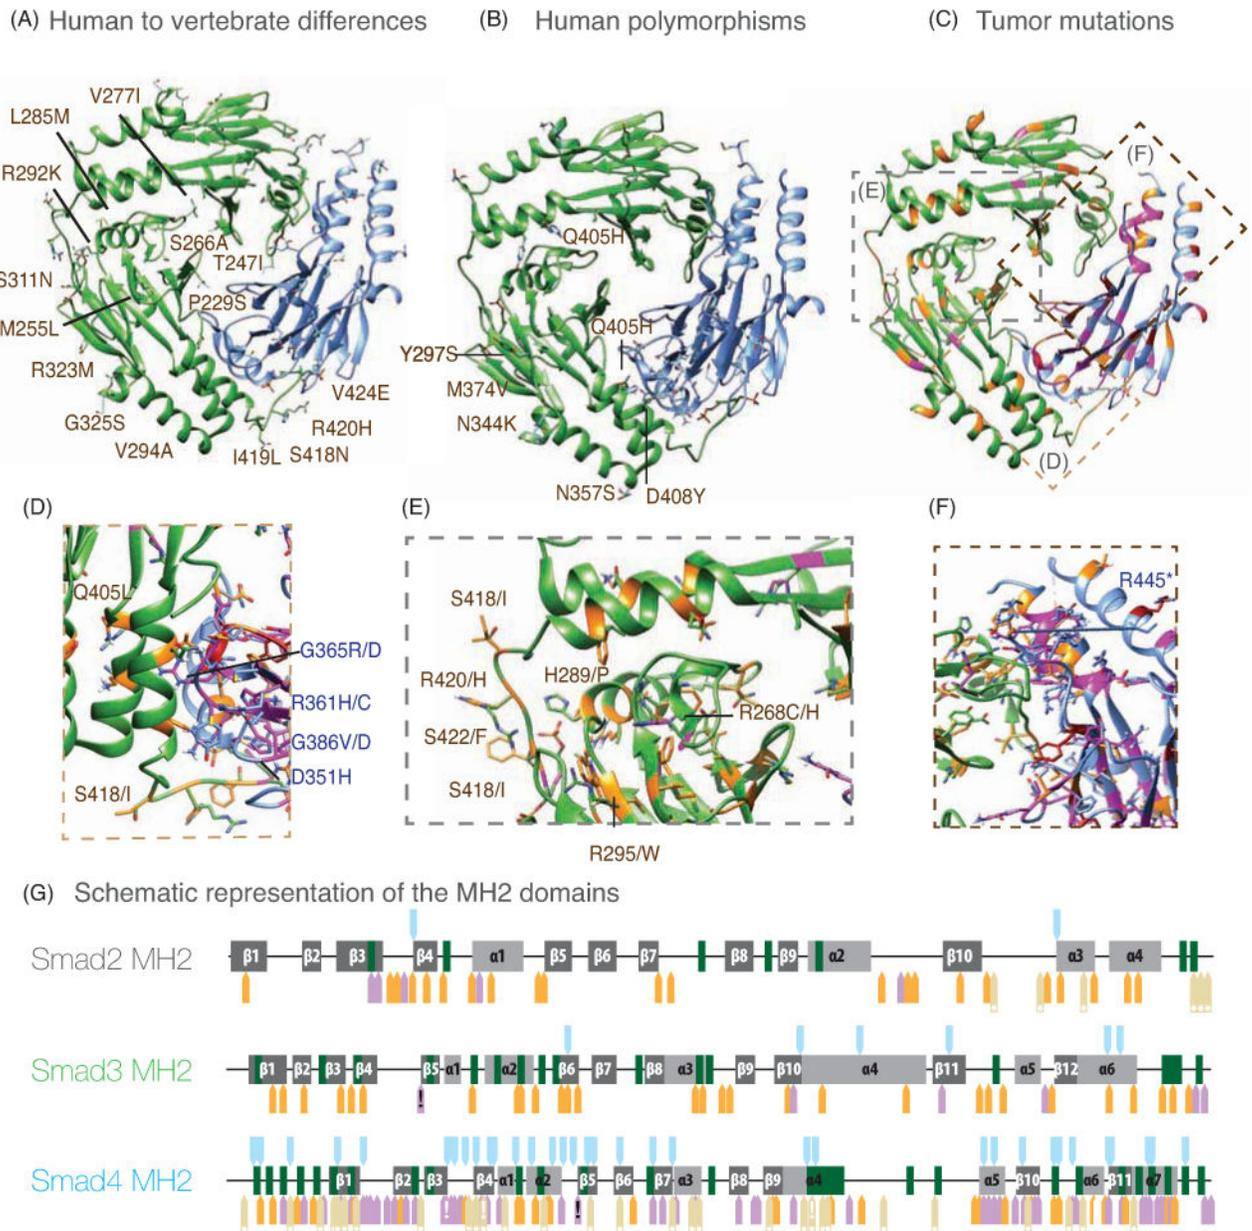 (A) Human to vertebrate differences
(B) Human polymorphisms
(C) Tumor mutations
V277I
L285M
R292K
S266A
T247I
S311N
P229S
M255L
R323M
V424E
G325S
R420H
V294A
I419L
S418N
Q405H
Q405H
Y297S
M374V
N344K
N357S
D408Y
(F)
(E)
(D)
(D)
Q405L
G365R/D
R361H/C
G386V/D
D351H
S418/I
(E)
S418/I
R420/H
H289/P
R268C/H
S422/F
S418/I
R295/W
(F)
R445*
(G) Schematic representation of the MH2 domains
Smad2 MH2
β1 β2 β3 β4 α1 β5 β6 β7 β8 β9 α2 β10 α3 α4
Smad3 MH2
β1 β2 β3 β4 β5 α1 α2 β6 β7 β8 α3 β9 β10 α4 β11 α5 β12 α6
!
Smad4 MH2
β1 β2 β3 β4 α1 α2 β5 β6 β7 α3 β8 β9 α4 α5 β10 α6 β11 α7
!